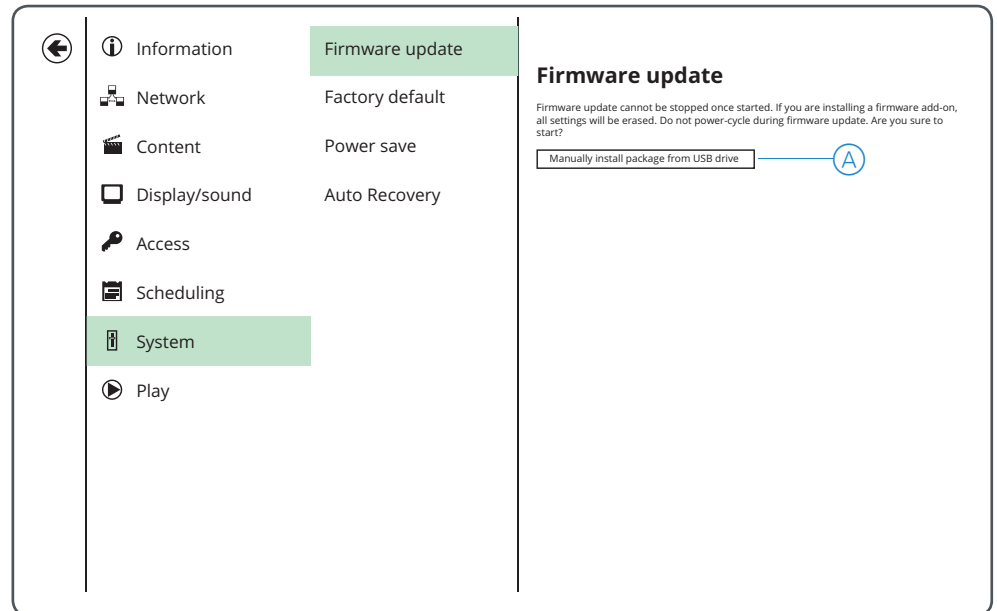 Information
Network
Content
Display/sound
Access
Scheduling
System
Play
Firmware update
Factory default
Power save
Auto Recovery
Firmware update
Firmware update cannot be stopped once started. If you are installing a firmware add-on,
all settings will be erased. Do not power-cycle during firmware update. Are you sure to
start?
Manually install package from USB drive
A